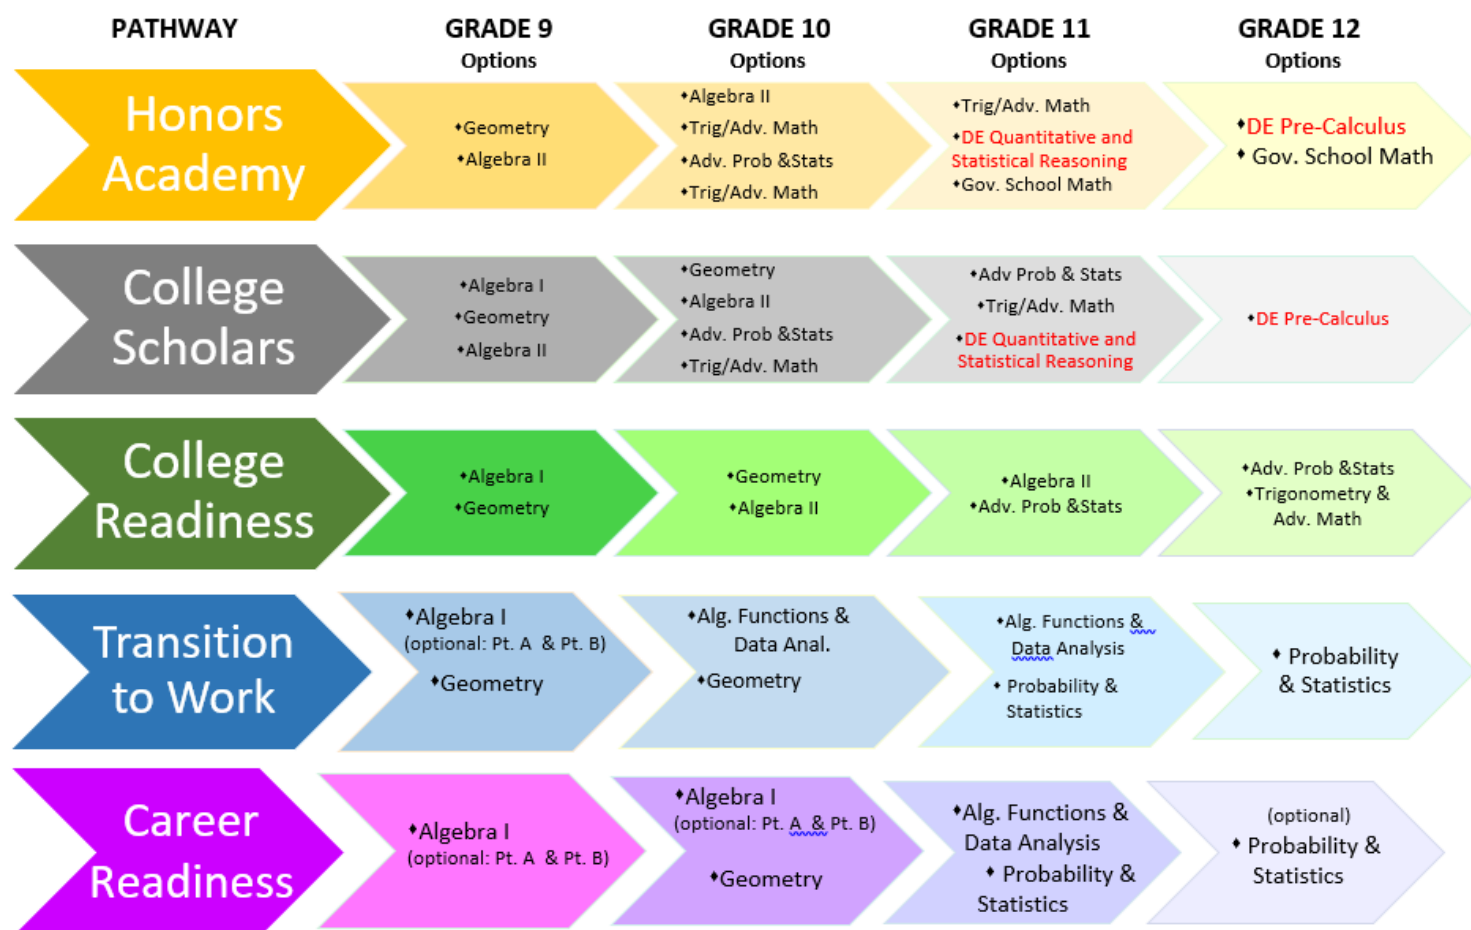 PATHWAY
GRADE 9
Options
GRADE 10
Options
GRADE 11
Options
GRADE 12
Options
Honors
Academy
⬧Geometry
⬧Algebra II
⬧Algebra II
⬧Trig/Adv. Math
⬧Adv. Prob &Stats
⬧Trig/Adv. Math
⬧Trig/Adv. Math
⬧DE Quantitative and
Statistical Reasoning
⬧Gov. School Math
⬧DE Pre-Calculus
⬧ Gov. School Math
College
Scholars
⬧Algebra I
⬧Geometry
⬧Algebra II
⬧Geometry
⬧Algebra II
⬧Adv. Prob &Stats
⬧Trig/Adv. Math
⬧Adv Prob & Stats
⬧Trig/Adv. Math
⬧DE Quantitative and
Statistical Reasoning
⬧DE Pre-Calculus
College
Readiness
⬧Algebra I
⬧Geometry
⬧Geometry
⬧Algebra II
⬧Algebra II
⬧Adv. Prob &Stats
⬧Adv. Prob &Stats
⬧Trigonometry &
Adv. Math
Transition
to Work
⬧Algebra I
(optional: Pt. A & Pt. B)
⬧Geometry
⬧Alg. Functions &
Data Anal.
⬧Geometry
⬧Alg. Functions &
Data Analysis
⬧ Probability &
Statistics
⬧ Probability
& Statistics
Career
Readiness
⬧Algebra I
(optional: Pt. A & Pt. B)
⬧Algebra I
(optional: Pt. A & Pt. B)
⬧Geometry
⬧Alg. Functions &
Data Analysis
⬧ Probability &
Statistics
(optional)
⬧ Probability &
Statistics